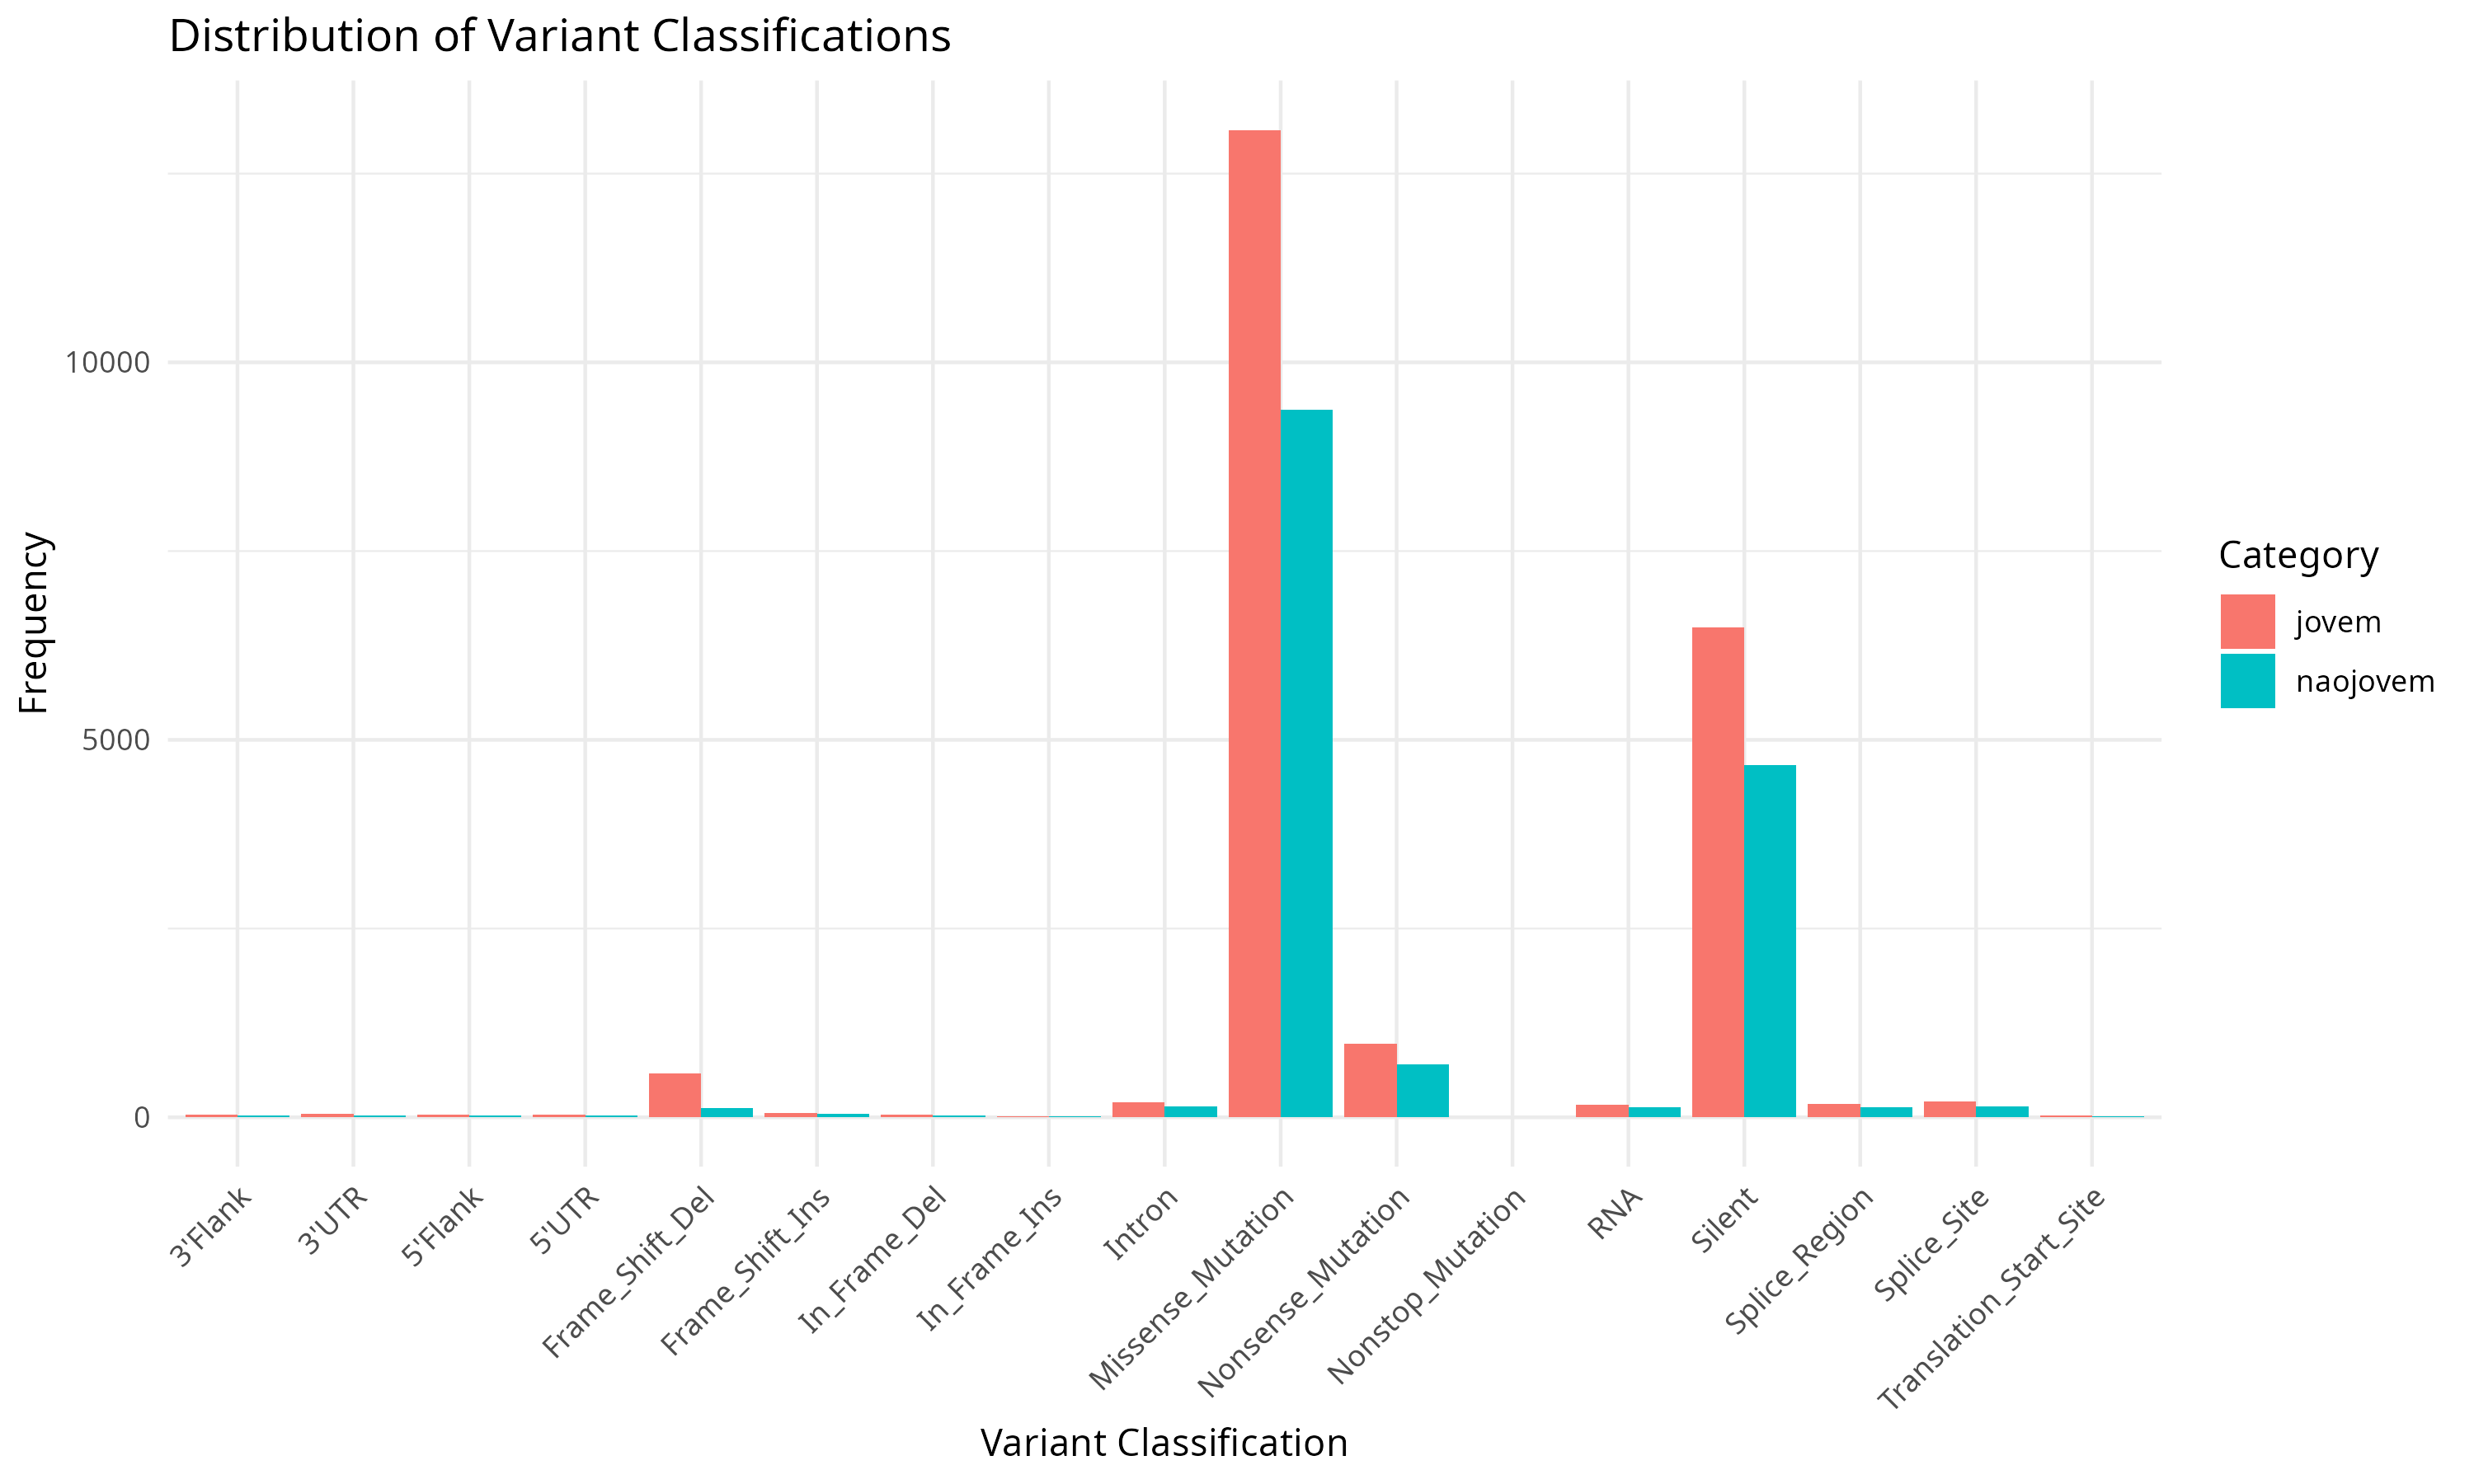 Distribution of Variant Classifications
Frequency
10000
5000
0
3'Flank
3'UTR
5'Flank
5'UTR
Frame_Shift_Del
Frame_Shift_Ins
In_Frame_Del
In_Frame_Ins
Intron
Missense_Mutation
Nonsense_Mutation
Nonstop_Mutation
RNA
Silent
Splice_Region
Splice_Site
Translation_Start_Site
Variant Classification
Category
jovem
naojovem